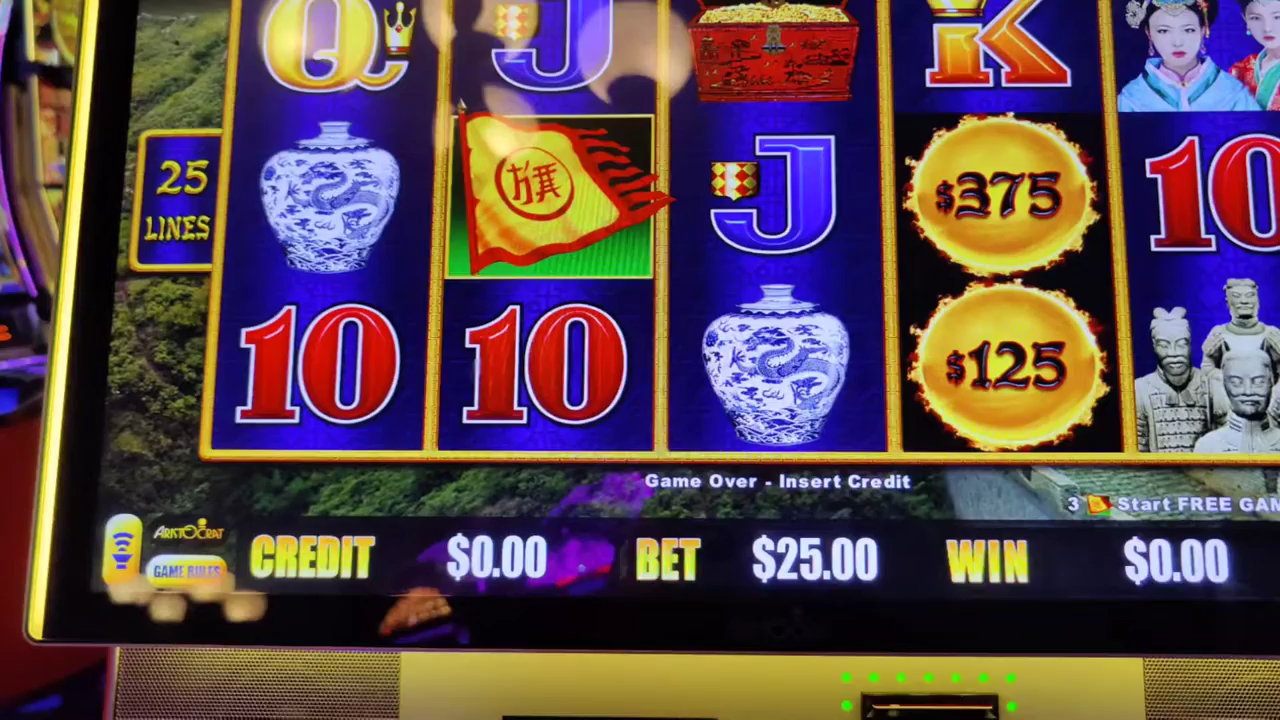 Q
J
K
25
LINES
旗
J
$375
10
10
10
$125
Game Over - Insert Credit
3 Start FREE GAM
ARISTOCRAT
GAME RULES
CREDIT $0.00 BET $25.00 WIN $0.00